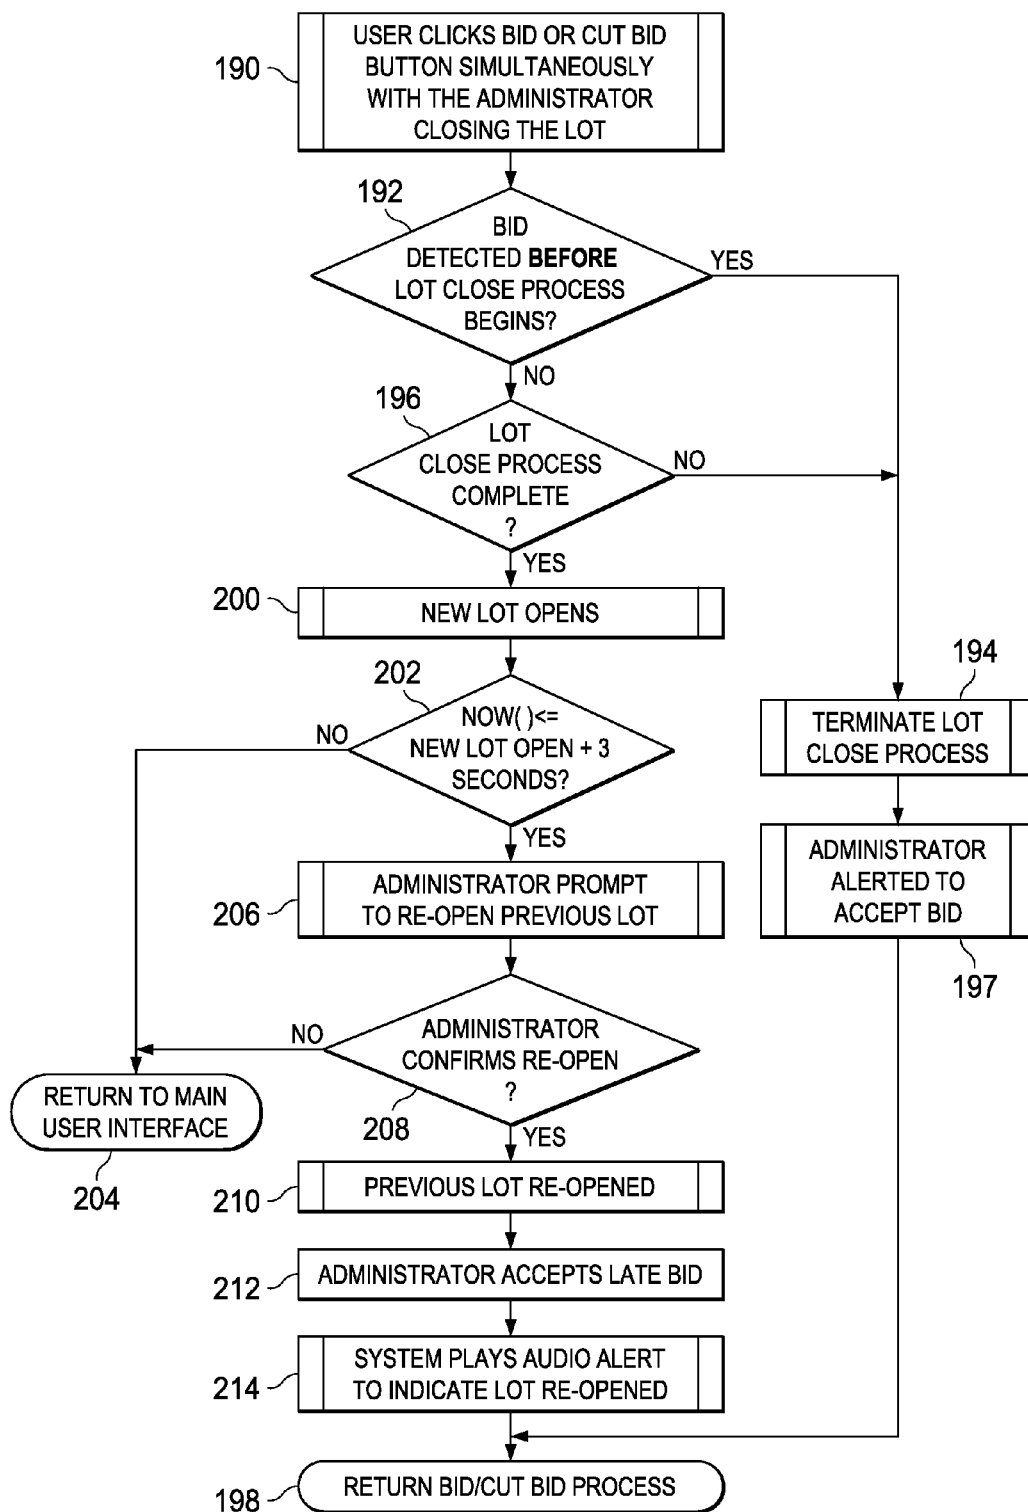 USER CLICKS BID OR CUT BID
BUTTON SIMULTANEOUSLY
WITH THE ADMINISTRATOR
CLOSING THE LOT
190
192
BID
DETECTED BEFORE
LOT CLOSE PROCESS
BEGINS?
YES
NO
196
LOT
CLOSE PROCESS
COMPLETE
?
NO
YES
200
NEW LOT OPENS
202
NOW( )<=
NEW LOT OPEN + 3
SECONDS?
NO
YES
194
TERMINATE LOT
CLOSE PROCESS
ADMINISTRATOR
ALERTED TO
ACCEPT BID
197
206
ADMINISTRATOR PROMPT
TO RE-OPEN PREVIOUS LOT
ADMINISTRATOR
CONFIRMS RE-OPEN
?
NO
208
YES
RETURN TO MAIN
USER INTERFACE
204
210
PREVIOUS LOT RE-OPENED
212
ADMINISTRATOR ACCEPTS LATE BID
214
SYSTEM PLAYS AUDIO ALERT
TO INDICATE LOT RE-OPENED
198
RETURN BID/CUT BID PROCESS